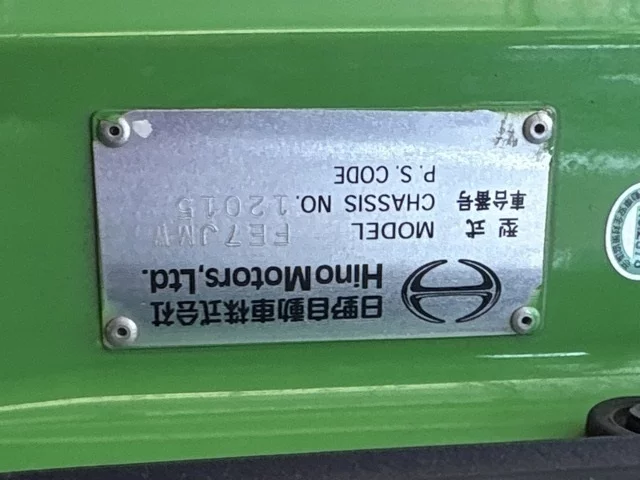 日野自動車株式会社
Hino Motors, Ltd.
型式 MODEL FE7JMW
車台番号 CHASSIS NO. 12015
P. S. CODE